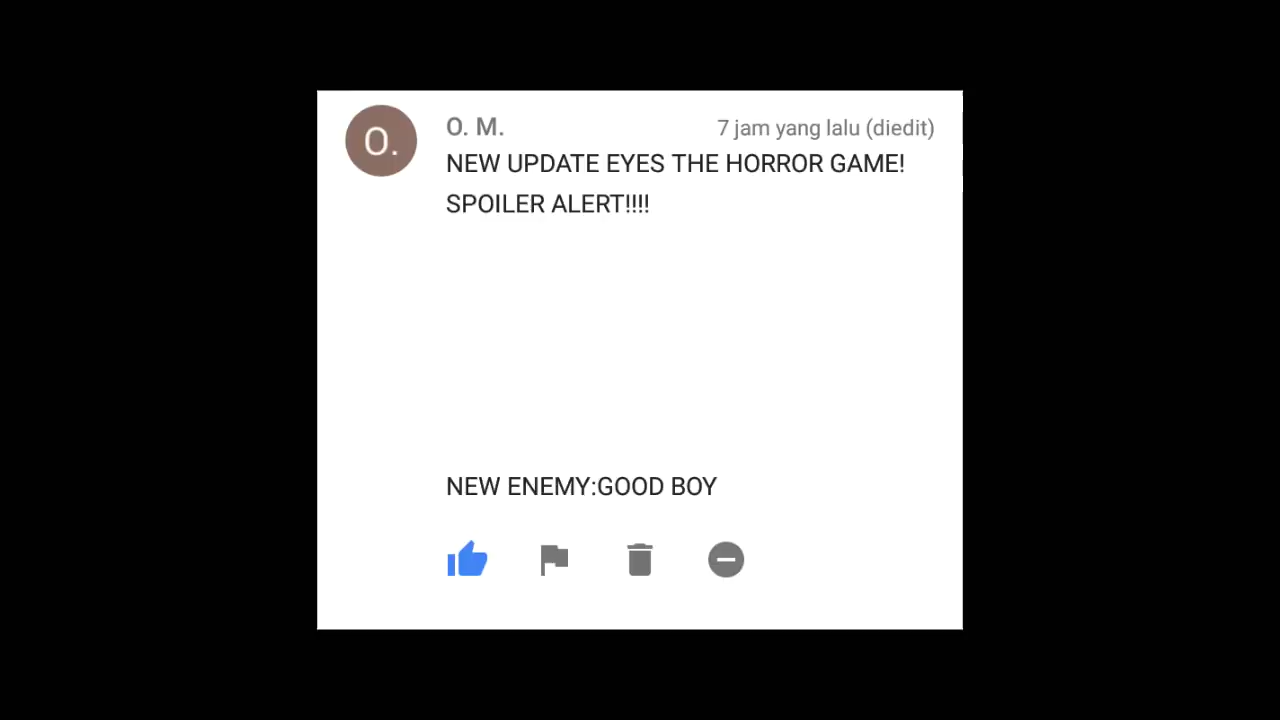 O.
O. M.
7 jam yang lalu (diedit)
NEW UPDATE EYES THE HORROR GAME!
SPOILER ALERT!!!!
NEW ENEMY:GOOD BOY